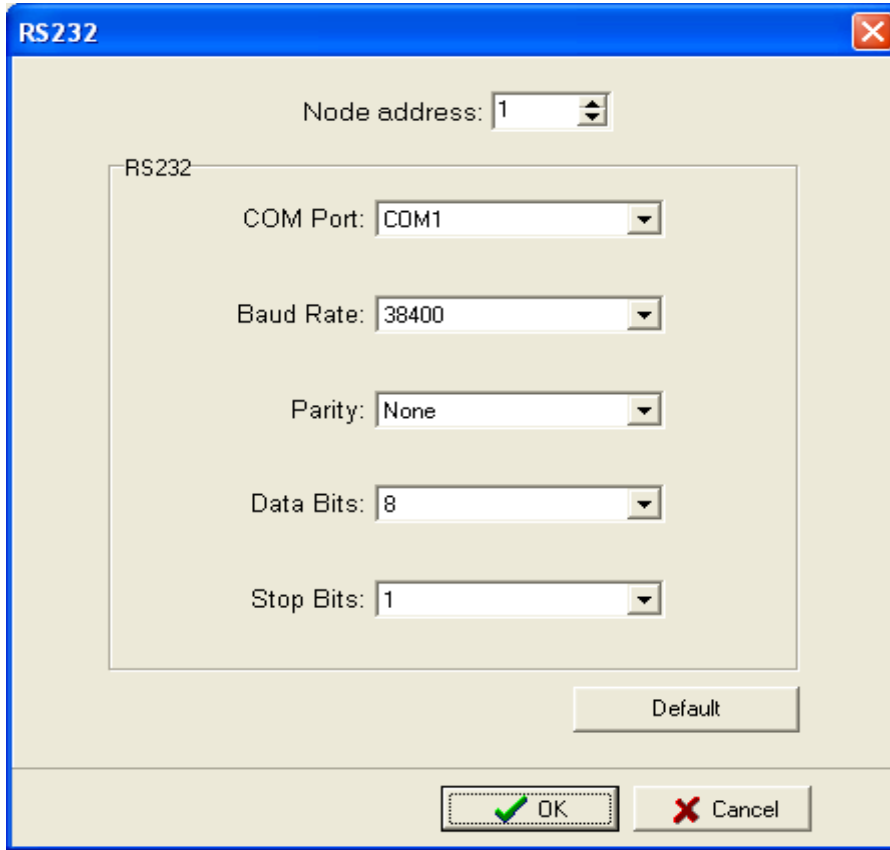 RS232
Node address: 1
RS232
COM Port: COM1
Baud Rate: 38400
Parity: None
Data Bits: 8
Stop Bits: 1
Default
OK Cancel